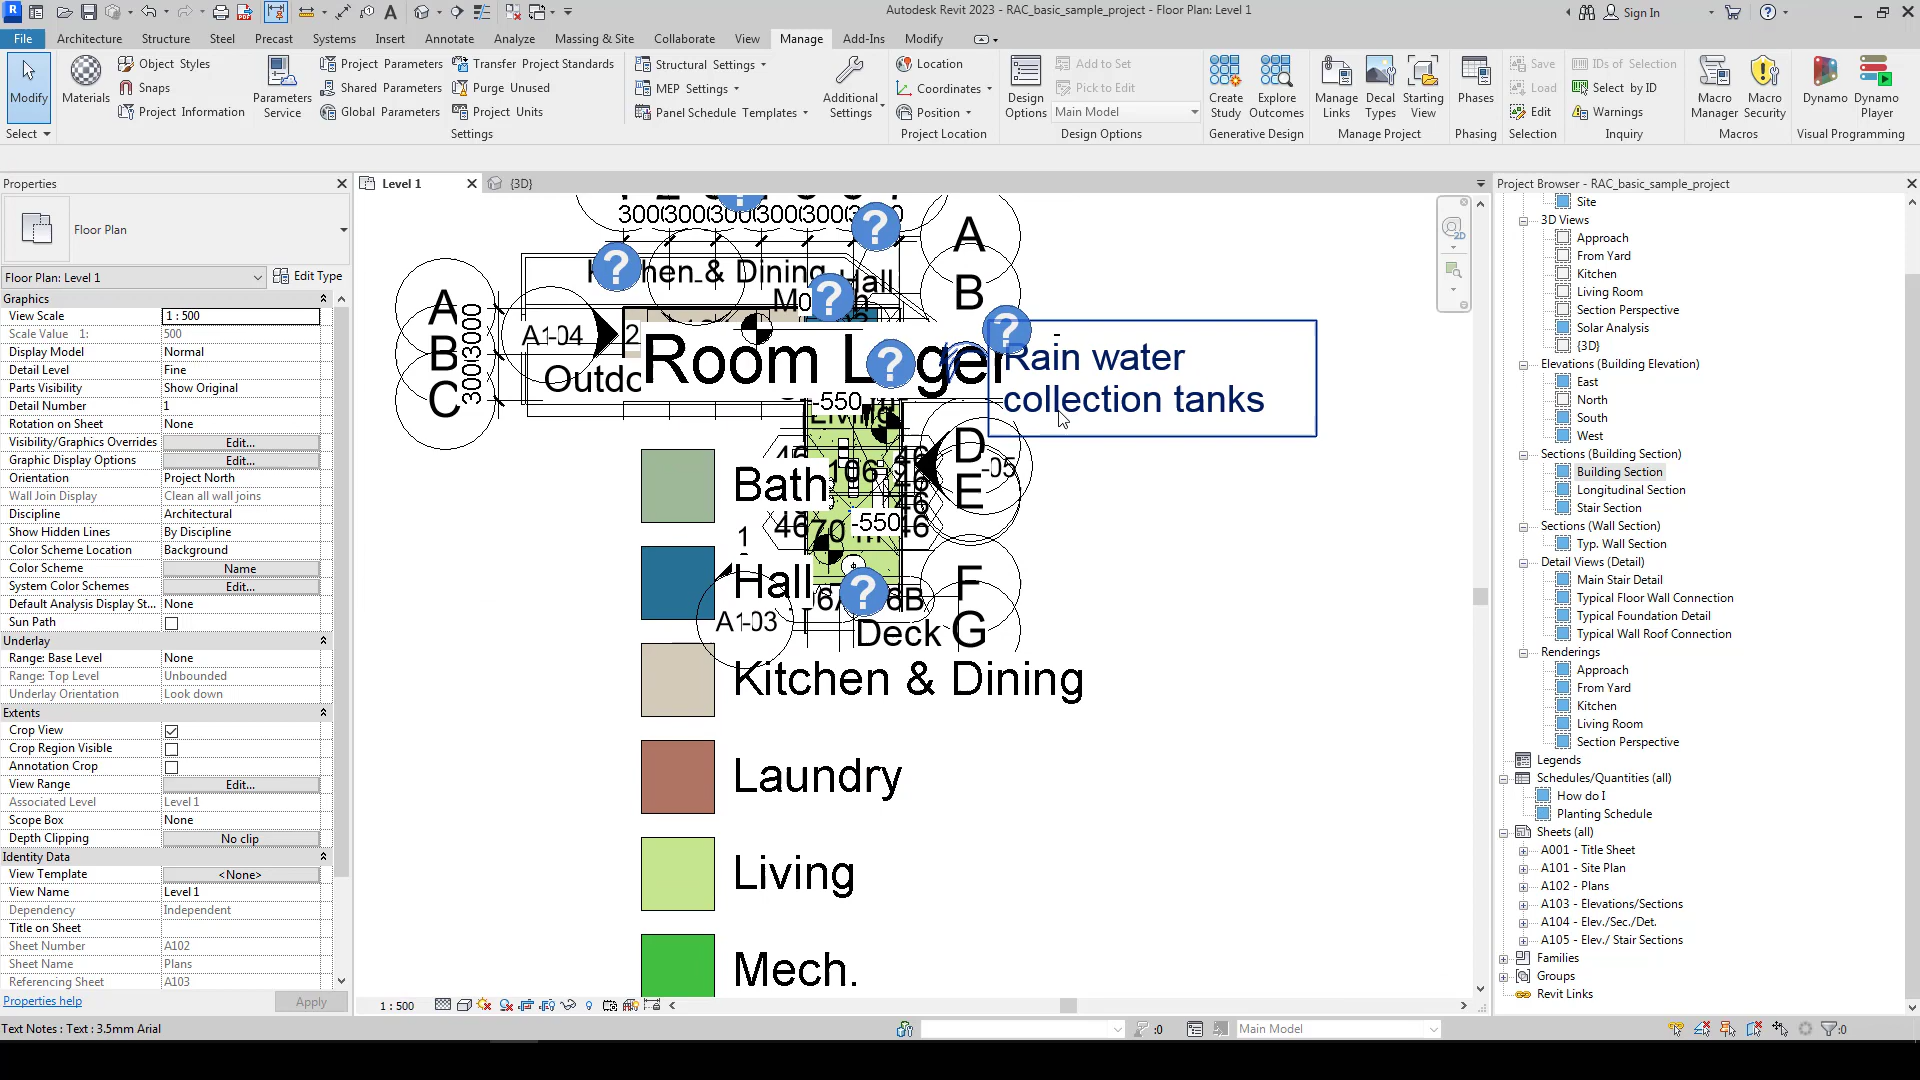 Autodesk Revit 2023 - RAC_basic_sample_project - Floor Plan: Level 1
Sign In
File Architecture Structure Steel Precast Systems Insert Annotate Analyze Massing & Site Collaborate View Manage Add-Ins Modify
Modify
Select
Materials
Object Styles
Snaps
Project Information
Parameters Service
Project Parameters
Shared Parameters
Global Parameters
Transfer Project Standards
Purge Unused
Project Units
Settings
Structural Settings
MEP Settings
Panel Schedule Templates
Additional Settings
Location
Coordinates
Position
Project Location
Design Options
Add to Set
Pick to Edit
Main Model
Design Options
Create Study
Explore Outcomes
Generative Design
Manage Links
Decal Types
Starting View
Manage Project
Phases
Phasing
Save
Load
Edit
Selection
IDs of Selection
Select by ID
Warnings
Inquiry
Macro Manager
Macro Security
Macros
Dynamo
Dynamo Player
Visual Programming
Properties
Floor Plan
Floor Plan: Level 1
Edit Type
Graphics
View Scale 1 : 500
Scale Value 1: 500
Display Model Normal
Detail Level Fine
Parts Visibility Show Original
Detail Number 1
Rotation on Sheet None
Visibility/Graphics Overrides Edit...
Graphic Display Options Edit...
Orientation Project North
Wall Join Display Clean all wall joins
Discipline Architectural
Show Hidden Lines By Discipline
Color Scheme Location Background
Color Scheme Name
System Color Schemes Edit...
Default Analysis Display St... None
Sun Path
Underlay
Range: Base Level None
Range: Top Level Unbounded
Underlay Orientation Look down
Extents
Crop View
Crop Region Visible
Annotation Crop
View Range Edit...
Associated Level Level 1
Scope Box None
Depth Clipping No clip
Identity Data
View Template <None>
View Name Level 1
Dependency Independent
Title on Sheet
Sheet Number A102
Sheet Name Plans
Referencing Sheet A103
Properties help
Apply
Level 1
{3D}
A
B
A
B
C
3000
A1-04
2
Rain water
collection tanks
-550
D
E
-05
-550
F
G
A1-03
1
Deck
Bath
Hall
Kitchen & Dining
Laundry
Living
Mech.
1 : 500
Project Browser - RAC_basic_sample_project
Site
3D Views
Approach
From Yard
Kitchen
Living Room
Section Perspective
Solar Analysis
{3D}
Elevations (Building Elevation)
East
North
South
West
Sections (Building Section)
Building Section
Longitudinal Section
Stair Section
Sections (Wall Section)
Typ. Wall Section
Detail Views (Detail)
Main Stair Detail
Typical Floor Wall Connection
Typical Foundation Detail
Typical Wall Roof Connection
Renderings
Approach
From Yard
Kitchen
Living Room
Section Perspective
Legends
Schedules/Quantities (all)
How do I
Planting Schedule
Sheets (all)
A001 - Title Sheet
A101 - Site Plan
A102 - Plans
A103 - Elevations/Sections
A104 - Elev./Sec./Det.
A105 - Elev./ Stair Sections
Families
Groups
Revit Links
Text Notes : Text : 3.5mm Arial
:0
Main Model
:0